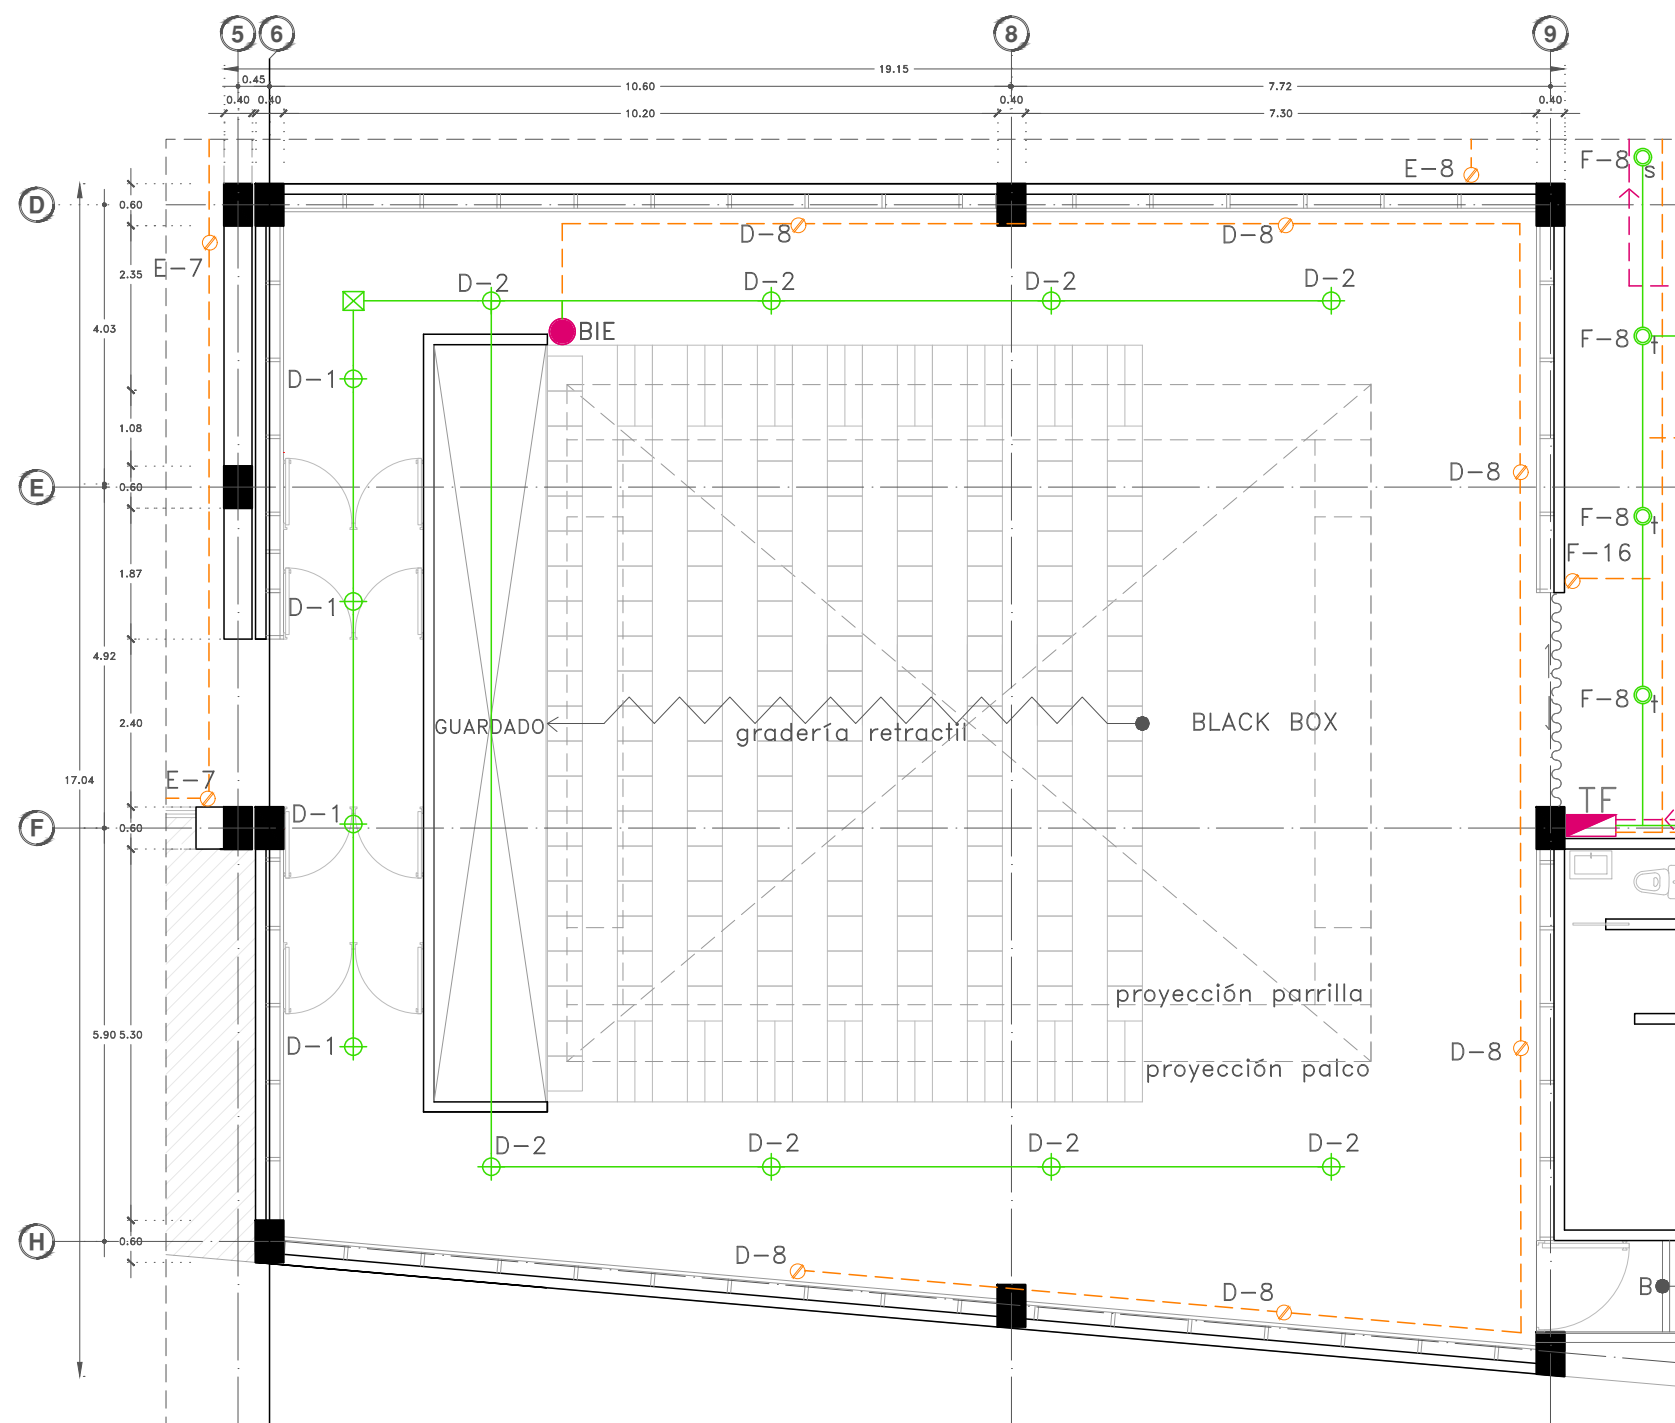 5 6 8 9
19.15
0.45 10.60 7.72
0.40 0.40 10.20 0.40 7.30 0.40
E-8 F-8 s
D 0.60
D-8 D-8
E-7 2.35
D-2 D-2 D-2 D-2
4.03 BIE F-8 t
D-1
1.08
D-8
E 0.60
F-8 t
F-16
1.87
D-1
4.92
F-8 t
2.40 GUARDADO gradería retractil BLACK BOX
17.04 E-7
TF
D-1
F 0.60
proyección parrilla
5.90 5.30
D-1 D-8
proyección palco
D-2 D-2 D-2 D-2
H 0.60
D-8
D-8 B